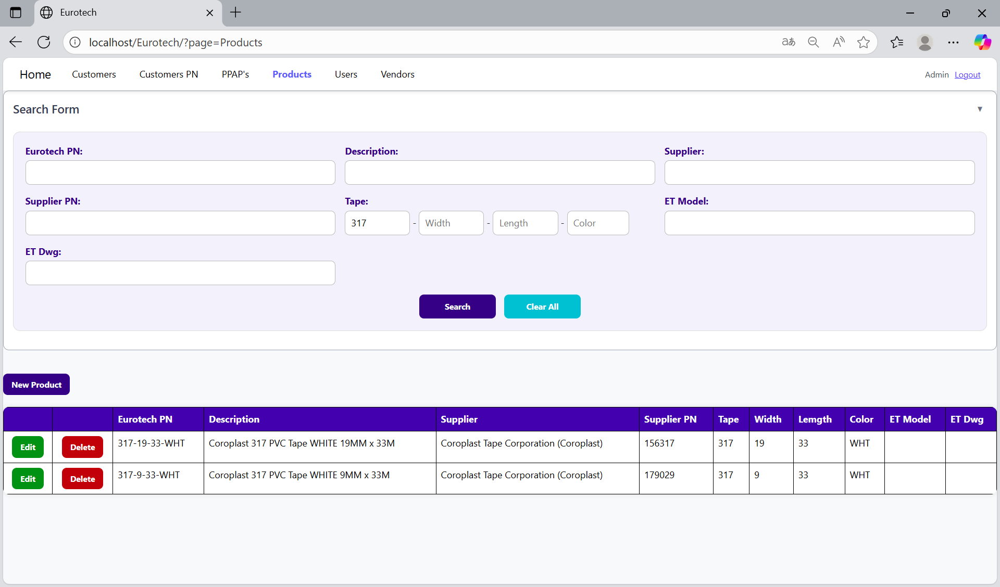 Eurotech
localhost/Eurotech/?page=Products
aあ
A
Home Customers Customers PN PPAP's Products Users Vendors Admin Logout
Search Form ▼
Eurotech PN: Description: Supplier:
Supplier PN: Tape: ET Model:
317 - Width - Length - Color
ET Dwg:
Search Clear All
New Product
Eurotech PN Description Supplier Supplier PN Tape Width Lemgth Color ET Model ET Dwg
Edit Delete 317-19-33-WHT Coroplast 317 PVC Tape WHITE 19MM x 33M Coroplast Tape Corporation (Coroplast) 156317 317 19 33 WHT
Edit Delete 317-9-33-WHT Coroplast 317 PVC Tape WHITE 9MM x 33M Coroplast Tape Corporation (Coroplast) 179029 317 9 33 WHT